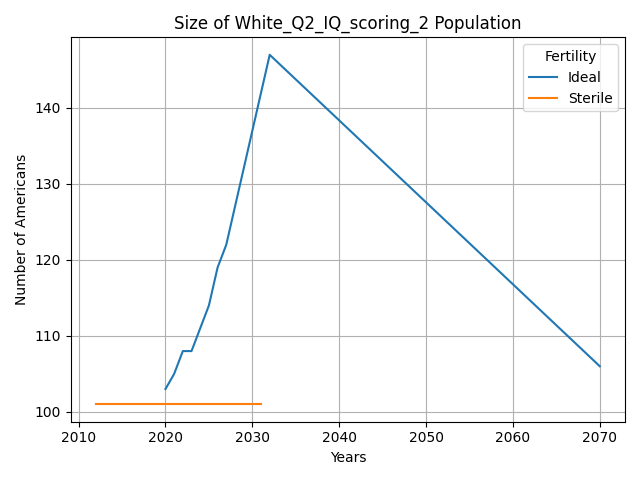 Size of White_Q2_IQ_scoring_2 Population
Fertility
Ideal
Sterile
Number of Americans
140
130
120
110
100
2010 2020 2030 2040 2050 2060 2070
Years